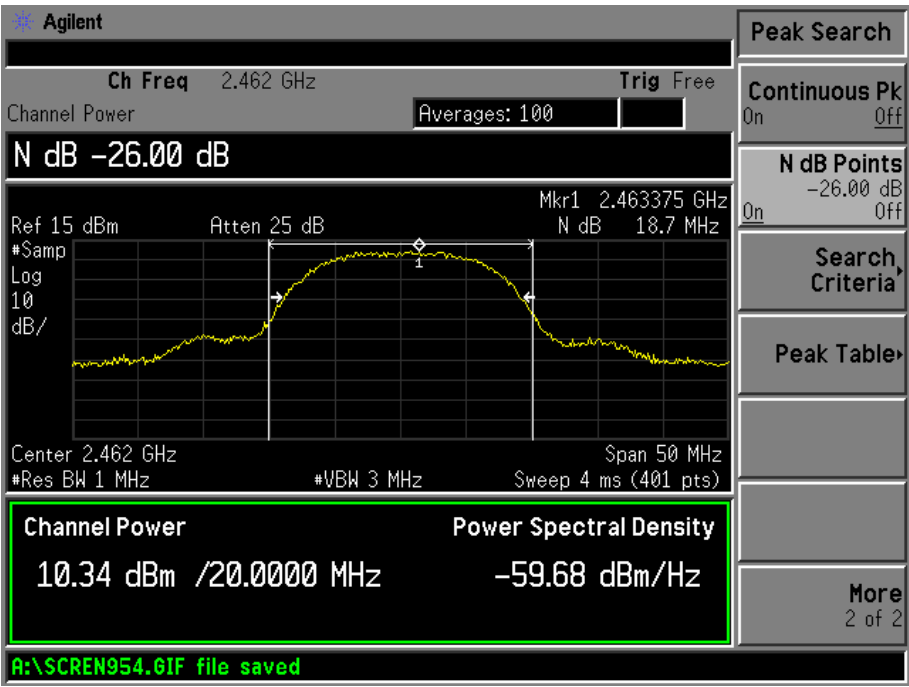 Agilent
Ch Freq 2.462 GHz Trig Free
Channel Power Averages: 100
N dB -26.00 dB
Mkr1 2.463375 GHz
Ref 15 dBm Atten 25 dB N dB 18.7 MHz
#Samp
Log
10
dB/
1
Center 2.462 GHz Span 50 MHz
#Res BW 1 MHz #VBW 3 MHz Sweep 4 ms (401 pts)
Channel Power Power Spectral Density
10.34 dBm /20.0000 MHz -59.68 dBm/Hz
A:\SCREN954.GIF file saved
Peak Search
Continuous Pk
On Off
N dB Points
-26.00 dB
On Off
Search
Criteria
Peak Table
More
2 of 2